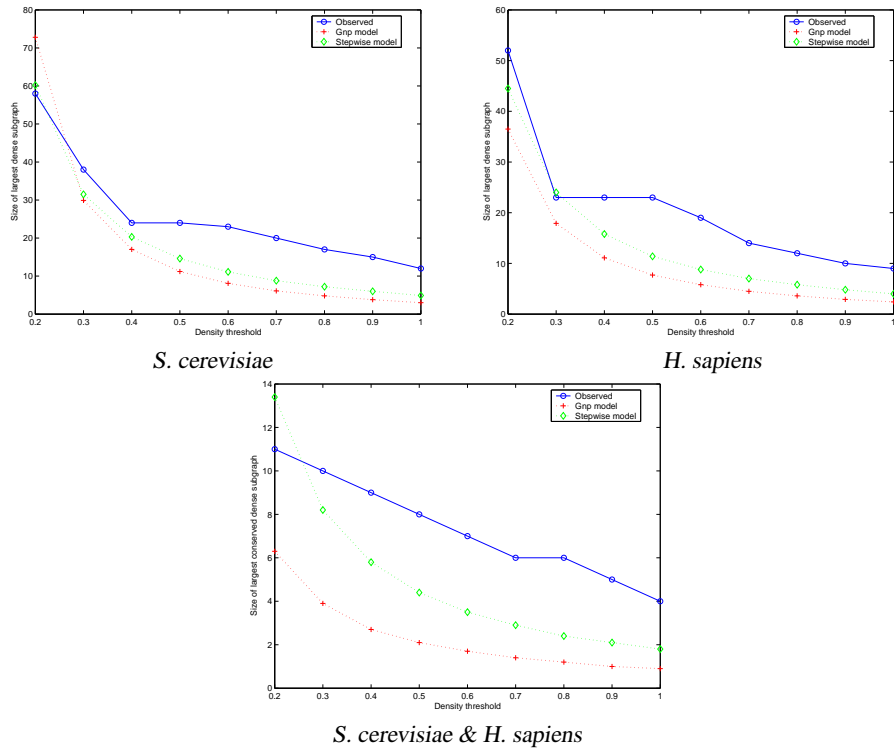 80
70
60
50
40
30
20
10
0
Size of largest dense subgraph
0.2 0.3 0.4 0.5 0.6 0.7 0.8 0.9 1
Density threshold
Observed
Gnp model
Stepwise model
S. cerevisiae
60
50
40
30
20
10
0
Size of largest dense subgraph
0.2 0.3 0.4 0.5 0.6 0.7 0.8 0.9 1
Density threshold
Observed
Gnp model
Stepwise model
H. sapiens
14
12
10
8
6
4
2
0
Size of largest conserved dense subgraph
0.2 0.3 0.4 0.5 0.6 0.7 0.8 0.9 1
Density threshold
Observed
Gnp model
Stepwise model
S. cerevisiae & H. sapiens